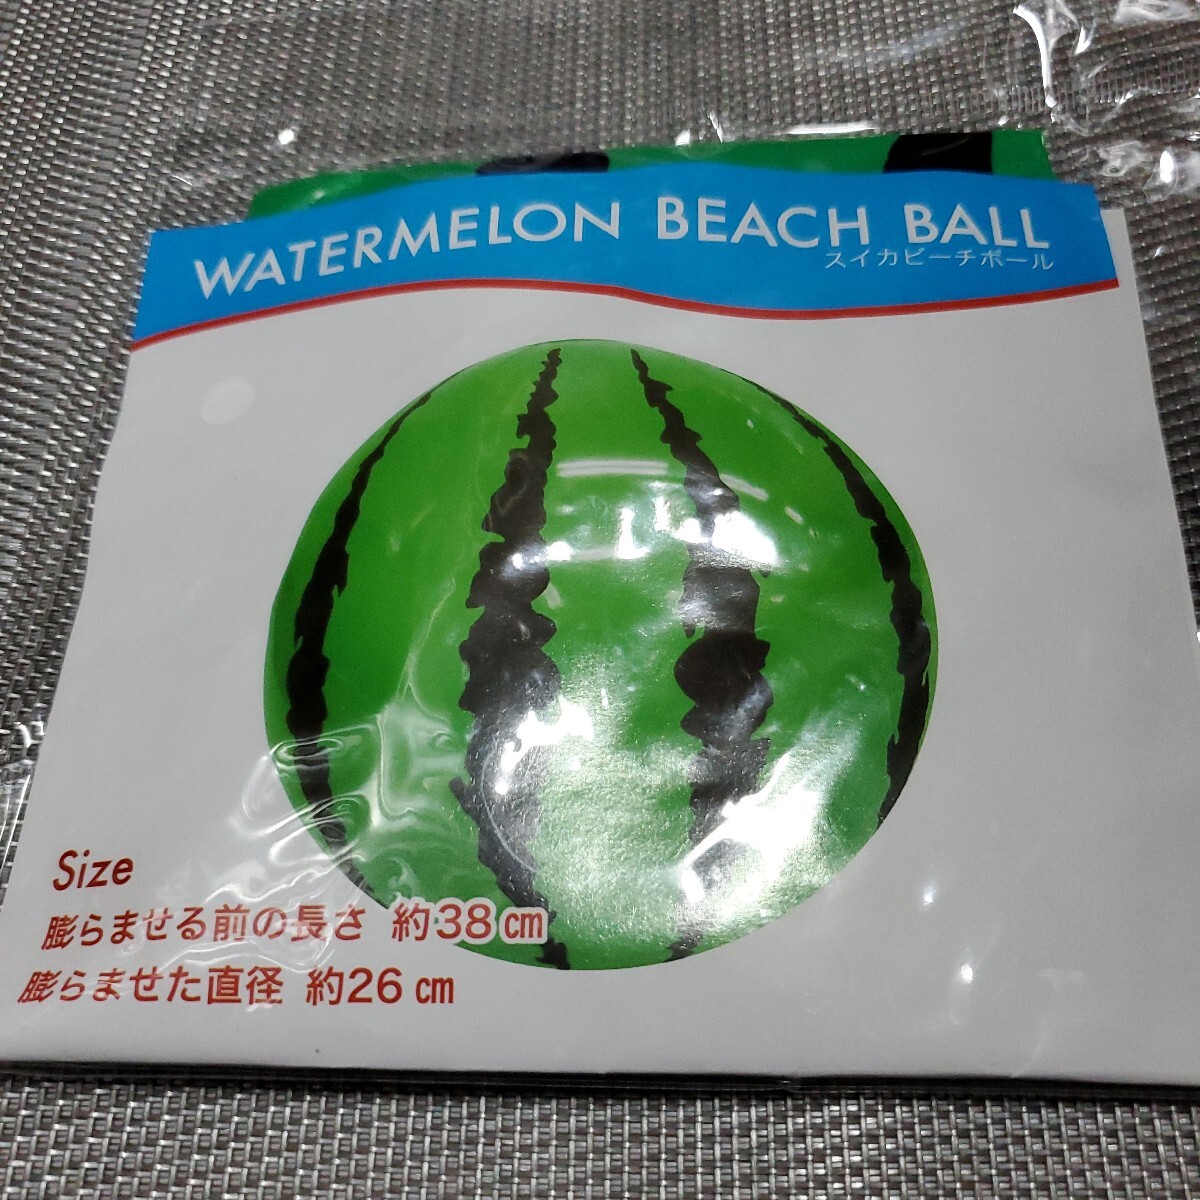 WATERMELON BEACH BALL
スイカビーチボール
Size
膨らませる前の長さ 約38cm
膨らませた直径 約26cm